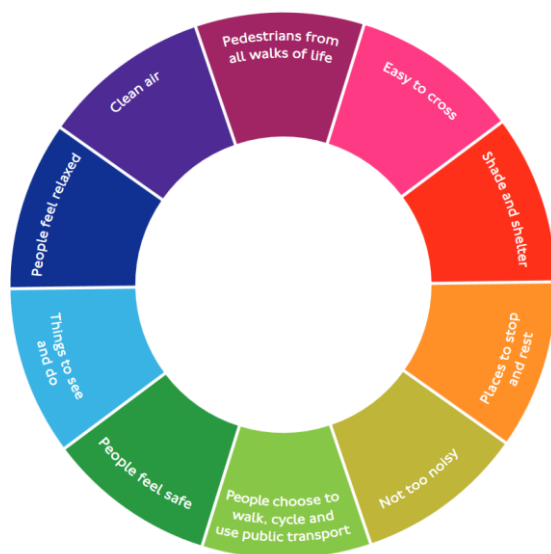 Pedestrians from
all walks of life
Easy to cross
Shade and shelter
Places to stop
and rest
Not too noisy
People choose to
walk, cycle and
use public transport
People feel safe
Things to see
and do
People feel relaxed
Clean air